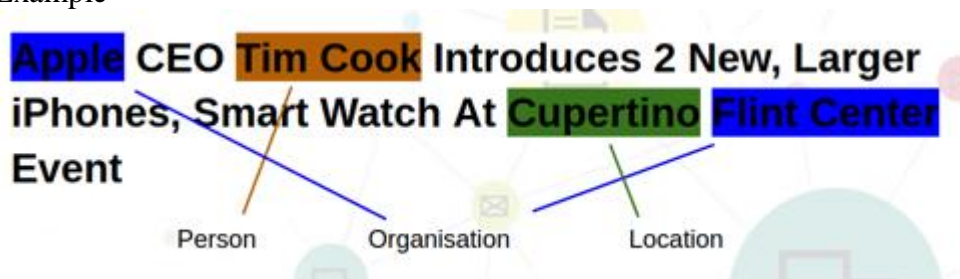 Example
Apple CEO Tim Cook Introduces 2 New, Larger
iPhones, Smart Watch At Cupertino Flint Center
Event
Person Organisation Location